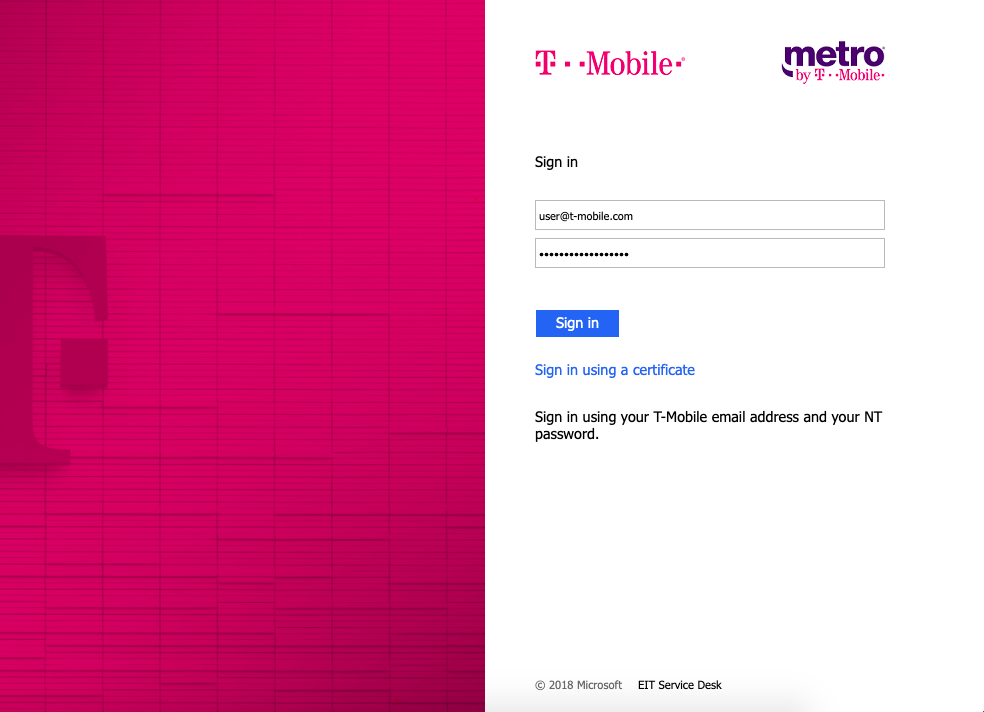 T··Mobile·®
metro®
by T··Mobile·
Sign in
user@t-mobile.com
••••••••••••••••••
Sign in
Sign in using a certificate
Sign in using your T-Mobile email address and your NT
password.
© 2018 Microsoft EIT Service Desk